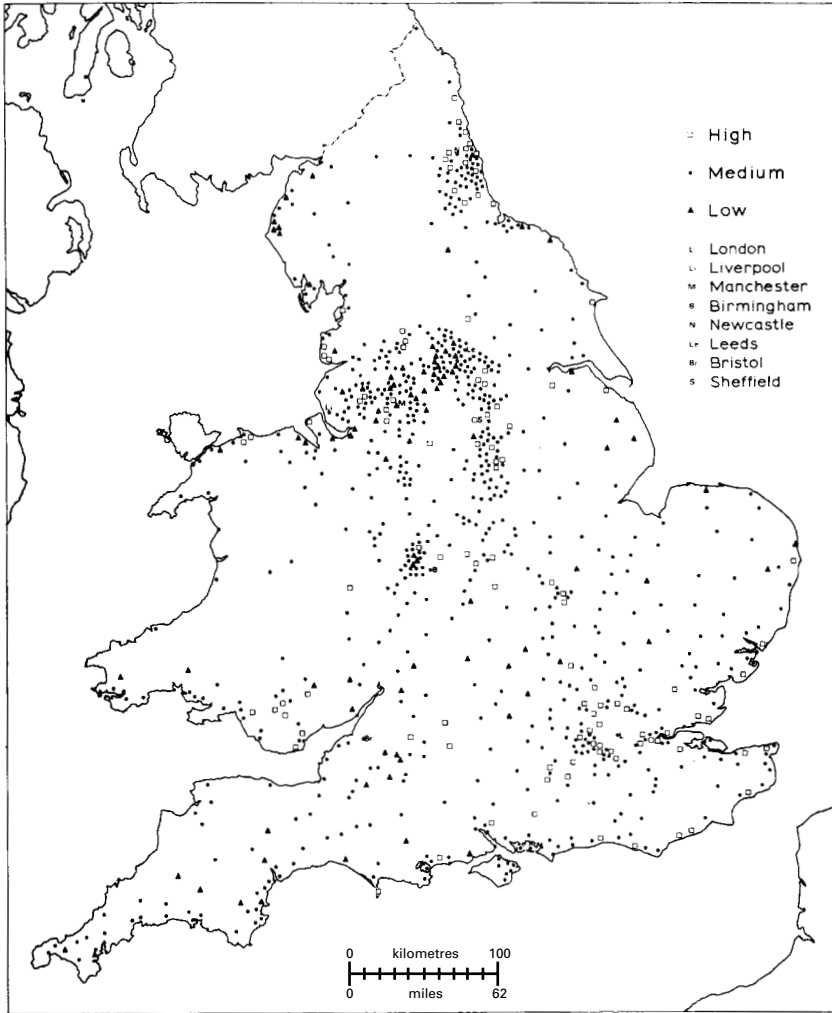 High
Medium
Low
L London
Li Liverpool
M Manchester
B Birmingham
N Newcastle
Le Leeds
Br Bristol
S Sheffield
N
M
S
B
0 kilometres 100
0 miles 62